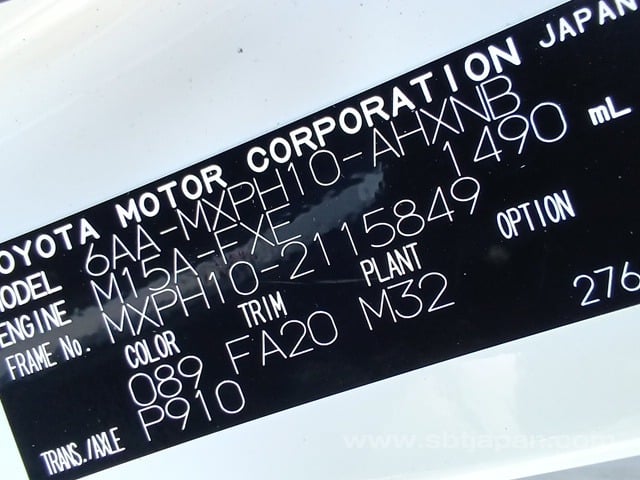 TOYOTA MOTOR CORPORATION JAPAN
MODEL 6AA-MXPH10-AHXNB
ENGINE M15A-FXE 1490 mL
FRAME No. MXPH10-2115849
COLOR TRIM PLANT OPTION
089 FA20 M32 276
TRANS./AXLE P910
www.sbtjapan.com